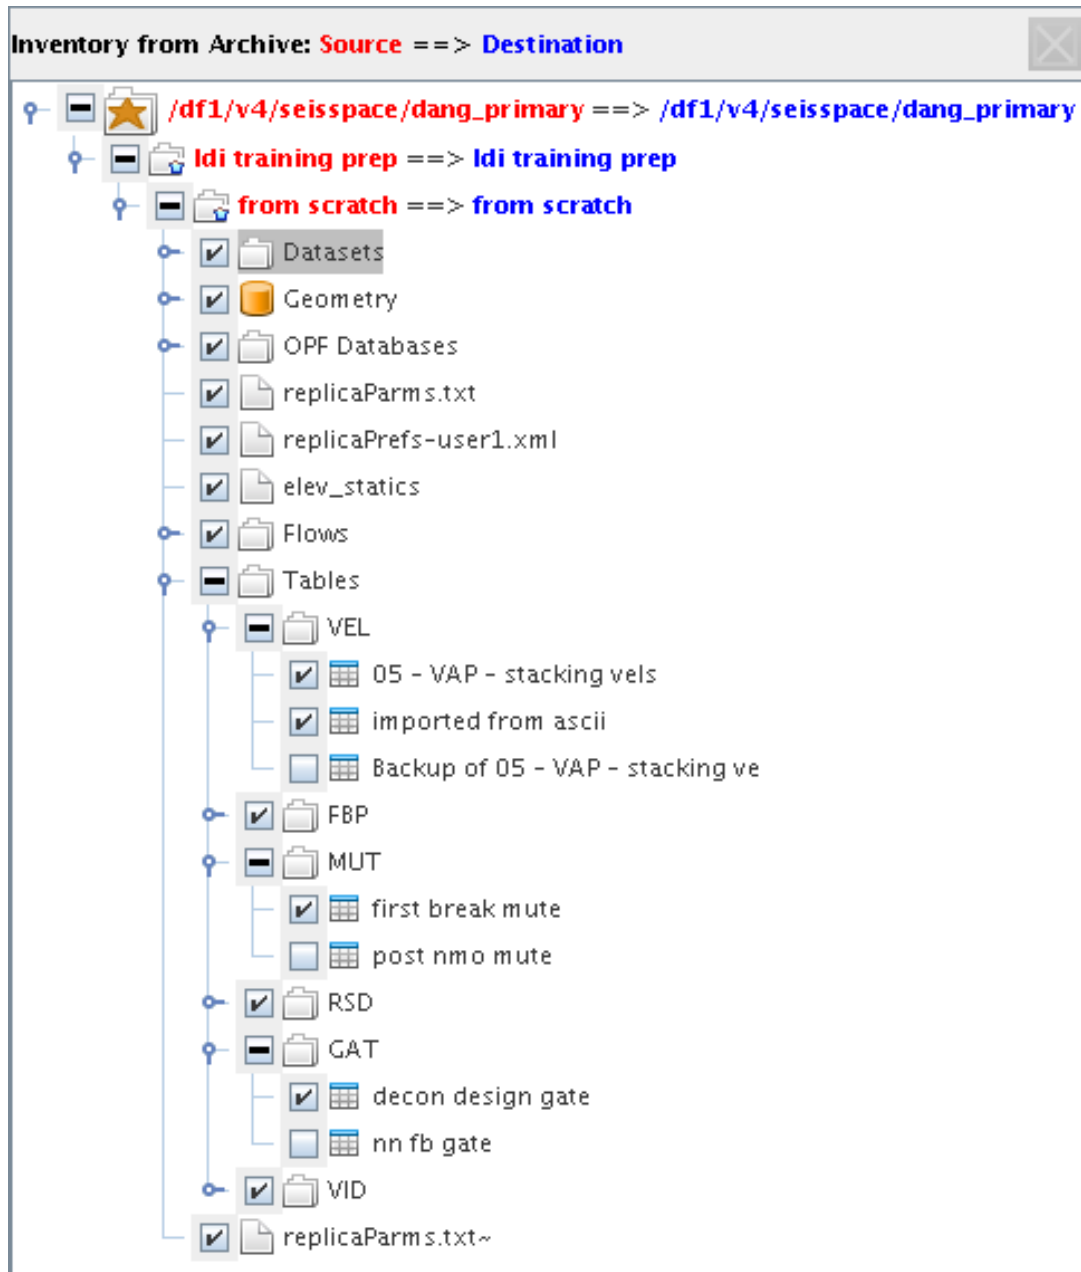 Inventory from Archive: Source ==> Destination
/df1/v4/seisspace/dang_primary ==> /df1/v4/seisspace/dang_primary
ldi training prep ==> ldi training prep
from scratch ==> from scratch
Datasets
Geometry
OPF Databases
replicaParms.txt
replicaPrefs-user1.xml
elev_statics
Flows
Tables
VEL
05 - VAP - stacking vels
imported from ascii
Backup of 05 - VAP - stacking ve
FBP
MUT
first break mute
post nmo mute
RSD
GAT
decon design gate
nn fb gate
VID
replicaParms.txt~